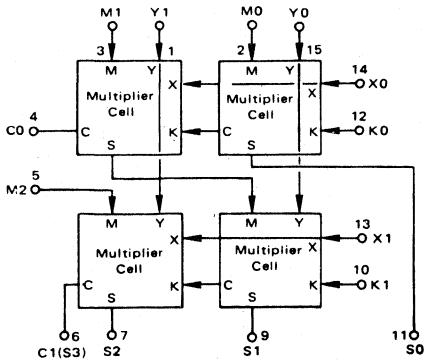 M1 Y1 M0 Y0
3 1 2 15
M Y M Y 14
X X X0
Multiplier Cell Multiplier Cell
4 12
C0 C K C K K0
S S
5
M2
M Y M Y 13
X X X1
Multiplier Cell Multiplier Cell
10
C K C K K1
S S
6 7 9 11
C1(S3) S2 S1 S0